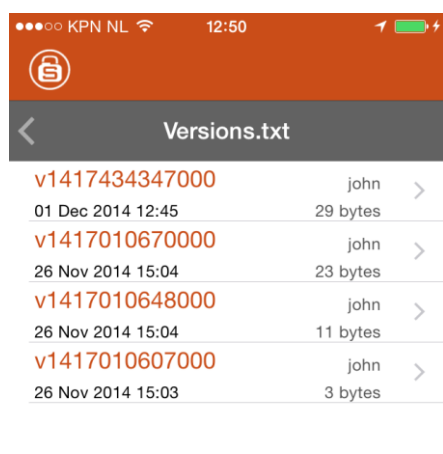 KPN NL 12:50
S
Versions.txt
v1417434347000 john
01 Dec 2014 12:45 29 bytes
v1417010670000 john
26 Nov 2014 15:04 23 bytes
v1417010648000 john
26 Nov 2014 15:04 11 bytes
v1417010607000 john
26 Nov 2014 15:03 3 bytes